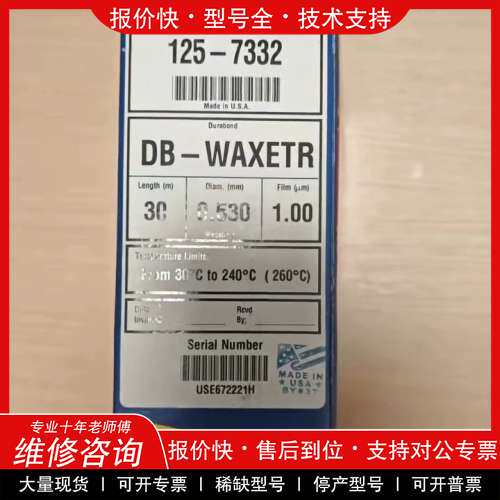 报价快·型号全·技术支持
125-7332
Made in U.S.A.
Durabond
DB-WAXETR
Length (m) Diam. (mm) Film (µm)
30 0.530 1.00
Temperature Limits
From 30°C to 240°C (260°C)
Date Rcvd
By:
Serial Number
USE672221H
MADE IN
USA
BY
专业十年老师傅
维修咨询
报价快·售后到位·支持对公专票
大量现货 | 可开专票 | 稀缺型号 | 停产型号 | 可开普票